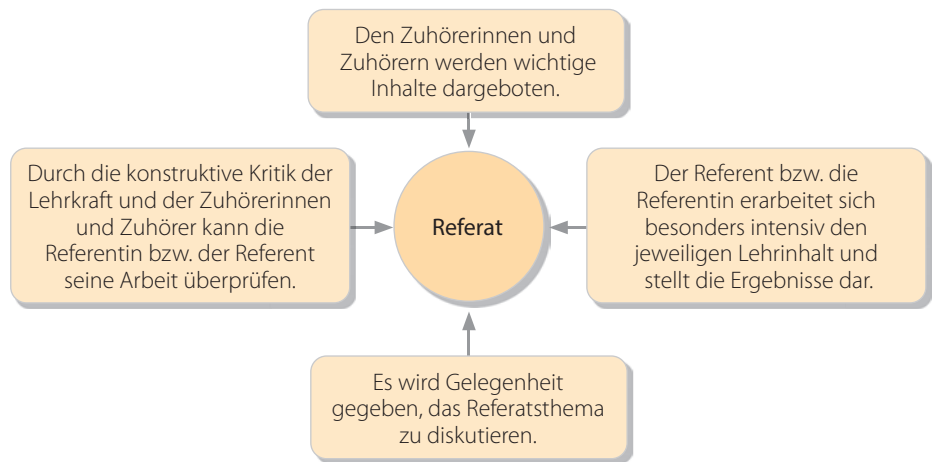 Den Zuhörerinnen und
Zuhörern werden wichtige
Inhalte dargeboten.
Durch die konstruktive Kritik der
Lehrkraft und der Zuhörerinnen
und Zuhörer kann die
Referentin bzw. der Referent
seine Arbeit überprüfen.
Referat
Der Referent bzw. die
Referentin erarbeitet sich
besonders intensiv den
jeweiligen Lehrinhalt und
stellt die Ergebnisse dar.
Es wird Gelegenheit
gegeben, das Referatsthema
zu diskutieren.